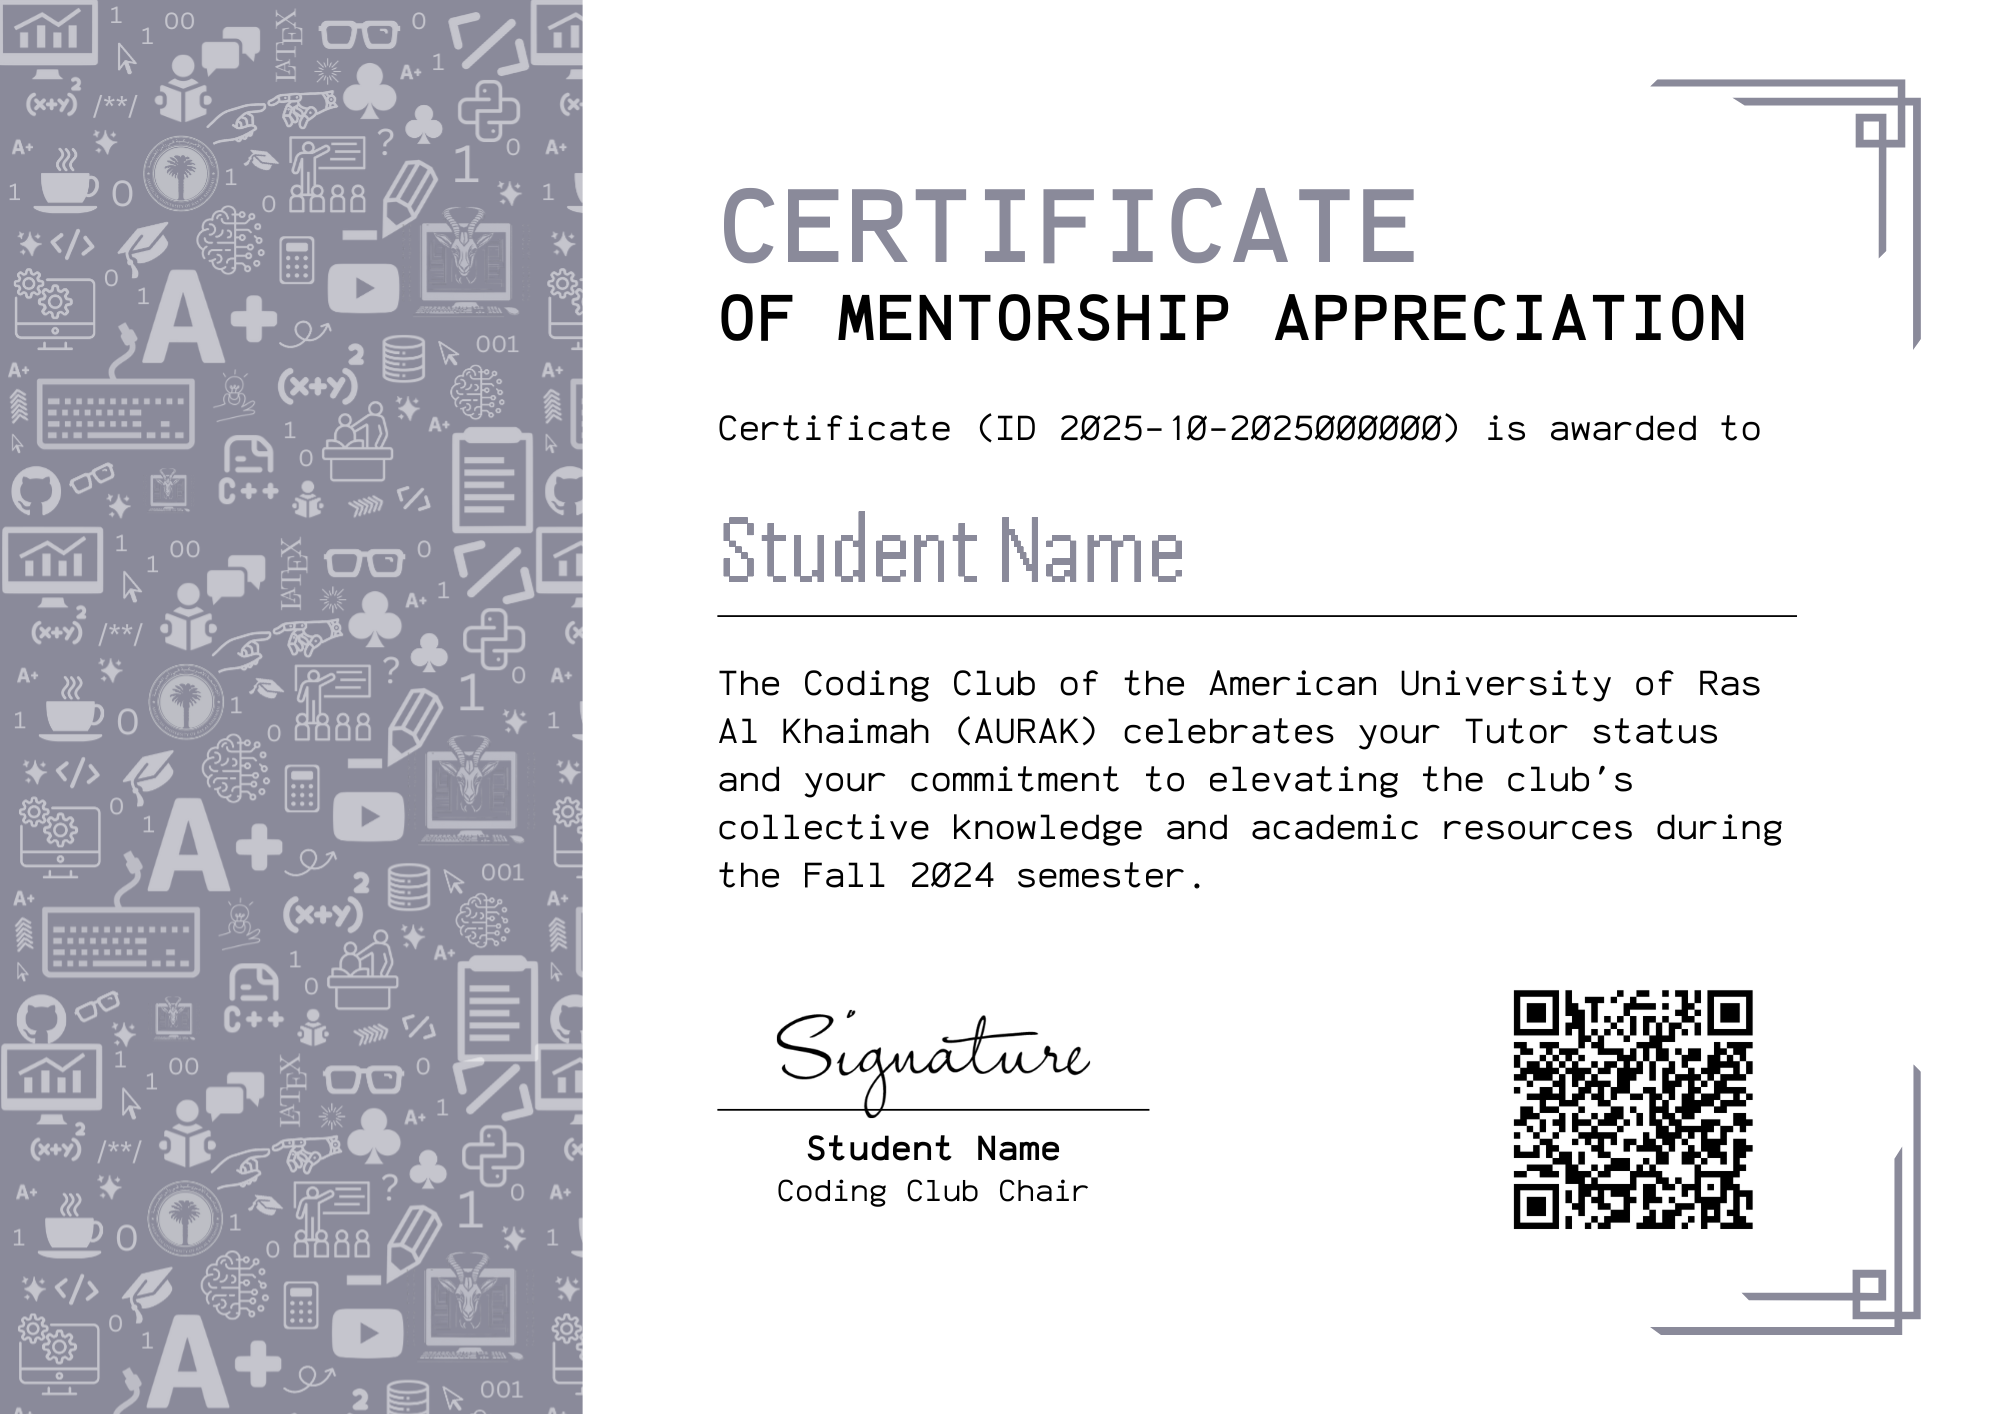 CERTIFICATE
OF MENTORSHIP APPRECIATION
Certificate (ID 2025-10-2025000000) is awarded to
Student Name
The Coding Club of the American University of Ras
Al Khaimah (AURAK) celebrates your Tutor status
and your commitment to elevating the club's
collective knowledge and academic resources during
the Fall 2024 semester.
Signature
Student Name
Coding Club Chair